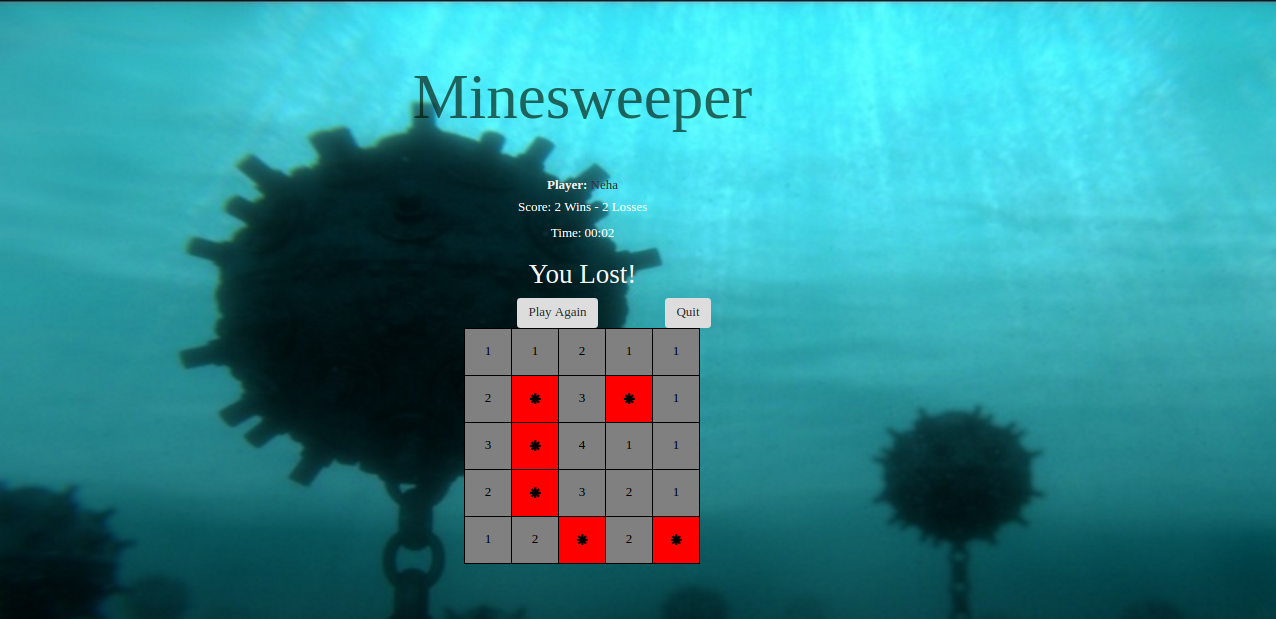 Minesweeper
Player: Neha
Score: 2 Wins - 2 Losses
Time: 00:02
You Lost!
Play Again Quit
1 1 2 1 1
2 3 1
3 4 1 1
2 3 2 1
1 2 2